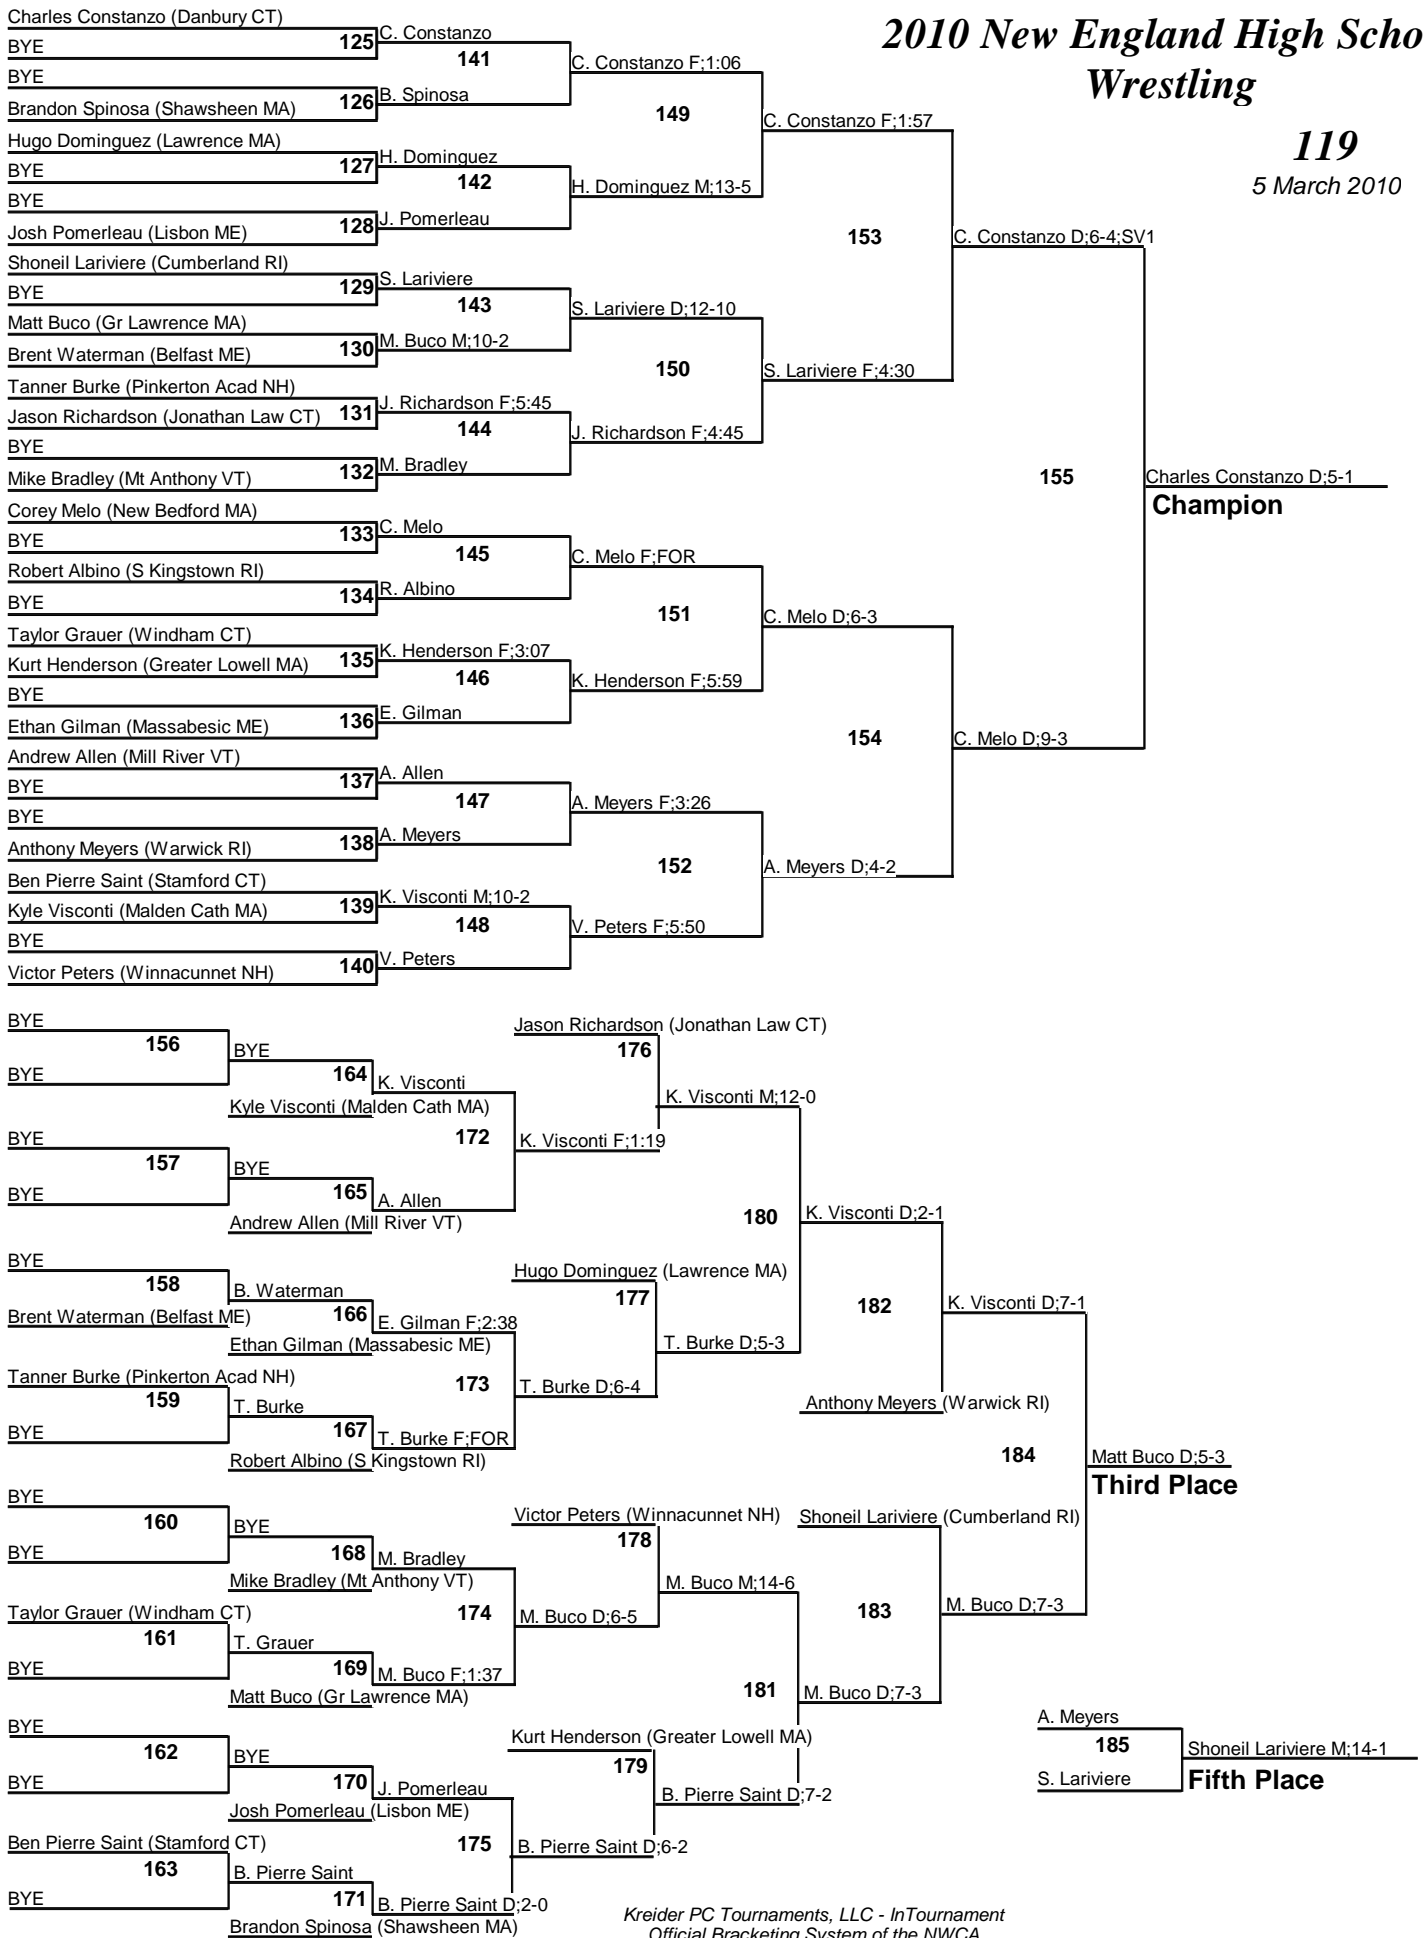 2010 New England High Scho
Wrestling
119
5 March 2010
Charles Constanzo (Danbury CT)
BYE
125
C. Constanzo
141
BYE
Brandon Spinosa (Shawsheen MA)
126
B. Spinosa
C. Constanzo F;1:06
149
Hugo Dominguez (Lawrence MA)
BYE
127
H. Dominguez
142
BYE
Josh Pomerleau (Lisbon ME)
128
J. Pomerleau
H. Dominguez M;13-5
C. Constanzo F;1:57
153
Shoneil Lariviere (Cumberland RI)
BYE
129
S. Lariviere
143
Matt Buco (Gr Lawrence MA)
Brent Waterman (Belfast ME)
130
M. Buco M;10-2
S. Lariviere D;12-10
150
Tanner Burke (Pinkerton Acad NH)
Jason Richardson (Jonathan Law CT)
131
J. Richardson F;5:45
144
BYE
Mike Bradley (Mt Anthony VT)
132
M. Bradley
J. Richardson F;4:45
S. Lariviere F;4:30
C. Constanzo D;6-4;SV1
155
Charles Constanzo D;5-1
Champion
Corey Melo (New Bedford MA)
BYE
133
C. Melo
145
Robert Albino (S Kingstown RI)
BYE
134
R. Albino
C. Melo F;FOR
151
Taylor Grauer (Windham CT)
Kurt Henderson (Greater Lowell MA)
135
K. Henderson F;3:07
146
BYE
Ethan Gilman (Massabesic ME)
136
E. Gilman
K. Henderson F;5:59
C. Melo D;6-3
154
C. Melo D;9-3
Andrew Allen (Mill River VT)
BYE
137
A. Allen
147
BYE
Anthony Meyers (Warwick RI)
138
A. Meyers
A. Meyers F;3:26
152
Ben Pierre Saint (Stamford CT)
Kyle Visconti (Malden Cath MA)
139
K. Visconti M;10-2
148
BYE
Victor Peters (Winnacunnet NH)
140
V. Peters
V. Peters F;5:50
A. Meyers D;4-2
BYE
156
BYE
BYE
164
Kyle Visconti (Malden Cath MA)
K. Visconti
172
BYE
157
BYE
BYE
165
Andrew Allen (Mill River VT)
A. Allen
K. Visconti F;1:19
Jason Richardson (Jonathan Law CT)
176
K. Visconti M;12-0
180
BYE
158
Brent Waterman (Belfast ME)
B. Waterman
166
Ethan Gilman (Massabesic ME)
E. Gilman F;2:38
173
Tanner Burke (Pinkerton Acad NH)
159
BYE
T. Burke
167
Robert Albino (S Kingstown RI)
T. Burke F;FOR
T. Burke D;6-4
Hugo Dominguez (Lawrence MA)
177
T. Burke D;5-3
K. Visconti D;2-1
182
Anthony Meyers (Warwick RI)
K. Visconti D;7-1
184
Matt Buco D;5-3
Third Place
BYE
160
BYE
BYE
168
Mike Bradley (Mt Anthony VT)
M. Bradley
174
Taylor Grauer (Windham CT)
161
BYE
T. Grauer
169
Matt Buco (Gr Lawrence MA)
M. Buco F;1:37
M. Buco D;6-5
Victor Peters (Winnacunnet NH)
178
M. Buco M;14-6
181
Shoneil Lariviere (Cumberland RI)
183
M. Buco D;7-3
M. Buco D;7-3
BYE
162
BYE
BYE
170
Josh Pomerleau (Lisbon ME)
J. Pomerleau
175
Ben Pierre Saint (Stamford CT)
163
BYE
B. Pierre Saint
171
Brandon Spinosa (Shawsheen MA)
B. Pierre Saint D;2-0
B. Pierre Saint D;6-2
Kurt Henderson (Greater Lowell MA)
179
B. Pierre Saint D;7-2
A. Meyers
185
S. Lariviere
Shoneil Lariviere M;14-1
Fifth Place
Kreider PC Tournaments, LLC - InTournament
Official Bracketing System of the NWCA